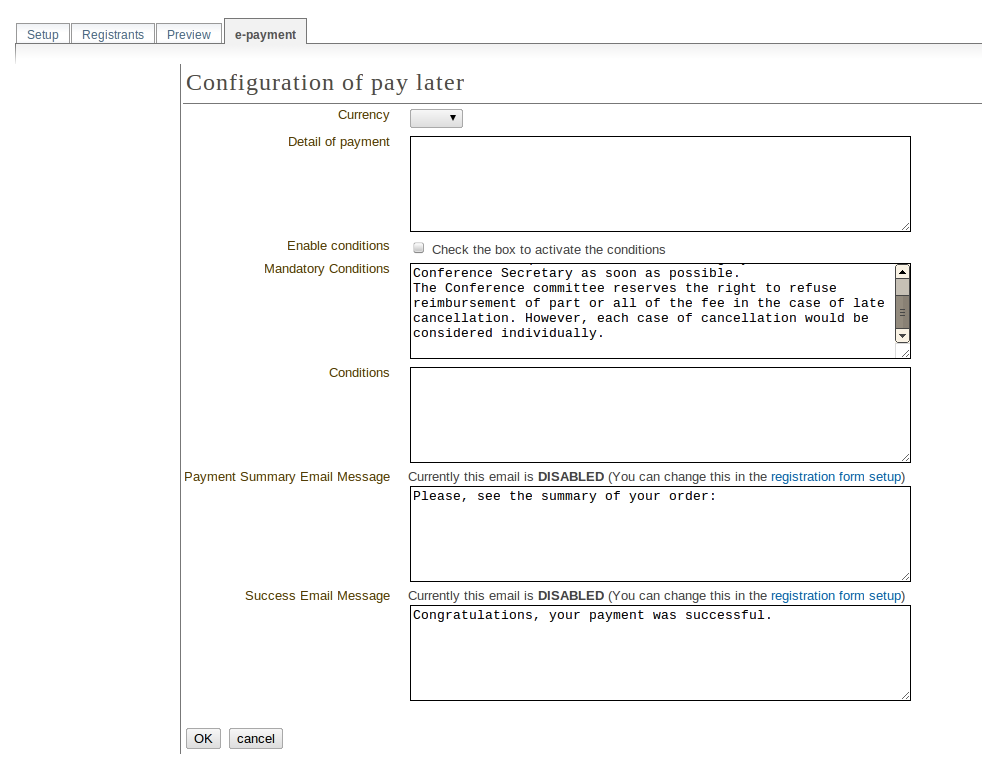 Setup Registrants Preview e-payment
Configuration of pay later
Currency
Detail of payment
Enable conditions Check the box to activate the conditions
Mandatory Conditions
Conference Secretary as soon as possible.
The Conference committee reserves the right to refuse
reimbursement of part or all of the fee in the case of late
cancellation. However, each case of cancellation would be
considered individually.
Conditions
Payment Summary Email Message Currently this email is DISABLED (You can change this in the registration form setup)
Please, see the summary of your order:
Success Email Message Currently this email is DISABLED (You can change this in the registration form setup)
Congratulations, your payment was successful.
OK cancel